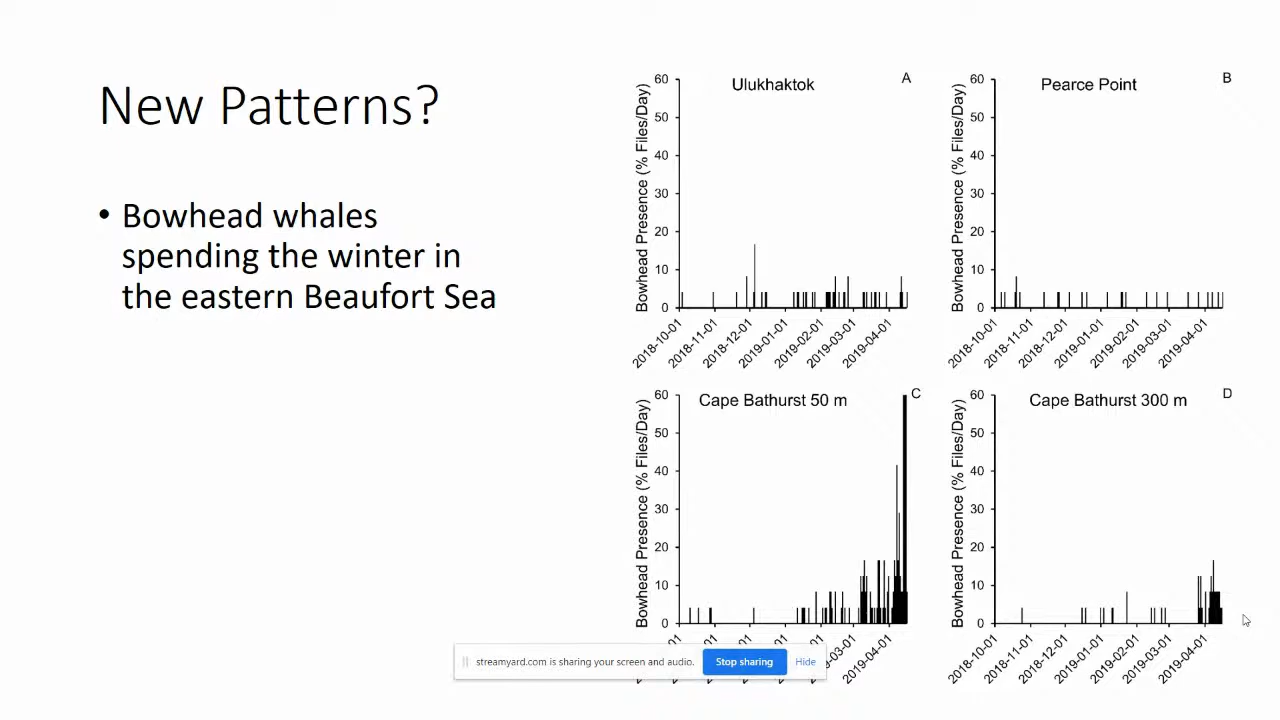 New Patterns?
• Bowhead whales
spending the winter in
the eastern Beaufort Sea
Ulukhaktok
A
Bowhead Presence (% Files/Day)
60
50
40
30
20
10
0
2018-10-01
2018-11-01
2018-12-01
2019-01-01
2019-02-01
2019-03-01
2019-04-01
Pearce Point
B
Bowhead Presence (% Files/Day)
60
50
40
30
20
10
0
2018-10-01
2018-11-01
2018-12-01
2019-01-01
2019-02-01
2019-03-01
2019-04-01
Cape Bathurst 50 m
C
Bowhead Presence (% Files/Day)
60
50
40
30
20
10
0
2019-03-01
2019-04-01
Cape Bathurst 300 m
D
Bowhead Presence (% Files/Day)
60
50
40
30
20
10
0
2018-10-01
2018-11-01
2018-12-01
2019-01-01
2019-02-01
2019-03-01
2019-04-01
streamyard.com is sharing your screen and audio.
Stop sharing
Hide